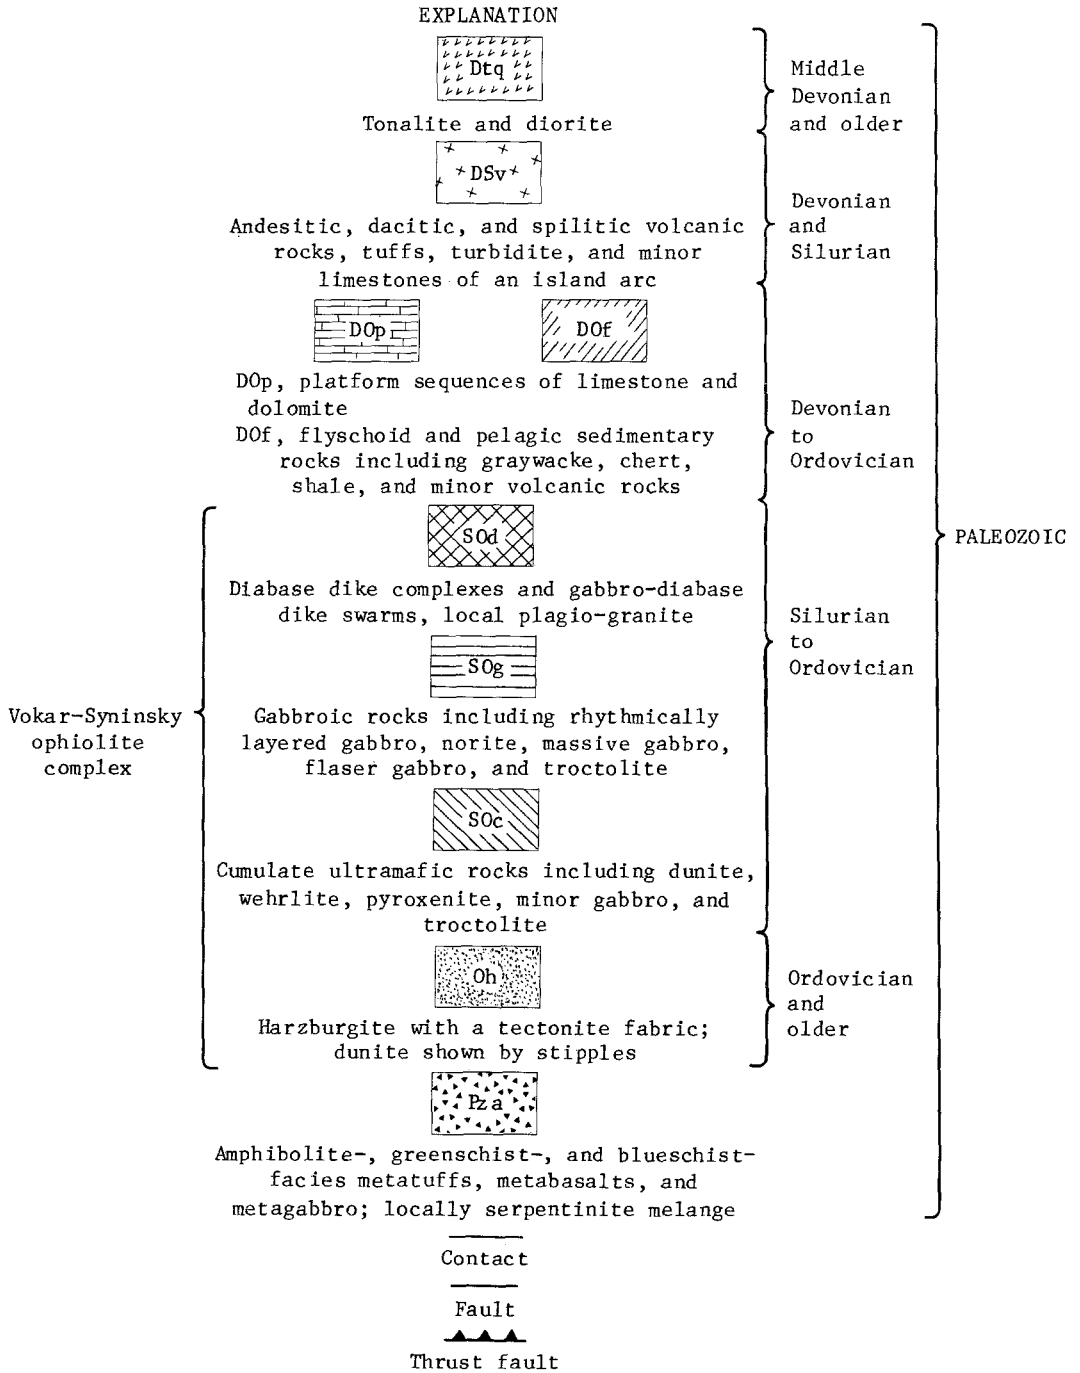 EXPLANATION
Dtq
Tonalite and diorite
Middle
Devonian
and older
DSv
Andesitic, dacitic, and spilitic volcanic
rocks, tuffs, turbidite, and minor
limestones of an island arc
Devonian
and
Silurian
DOp
DOf
DOp, platform sequences of limestone and
dolomite
DOf, flyschoid and pelagic sedimentary
rocks including graywacke, chert,
shale, and minor volcanic rocks
Devonian
to
Ordovician
SOd
Diabase dike complexes and gabbro-diabase
dike swarms, local plagio-granite
SOg
Gabbroic rocks including rhythmically
layered gabbro, norite, massive gabbro,
flaser gabbro, and troctolite
SOc
Cumulate ultramafic rocks including dunite,
wehrlite, pyroxenite, minor gabbro, and
troctolite
Silurian
to
Ordovician
Oh
Harzburgite with a tectonite fabric;
dunite shown by stipples
Ordovician
and
older
Vokar-Syninsky
ophiolite
complex
Pza
Amphibolite-, greenschist-, and blueschist-
facies metatuffs, metabasalts, and
metagabbro; locally serpentinite melange
PALEOZOIC
Contact
Fault
Thrust fault